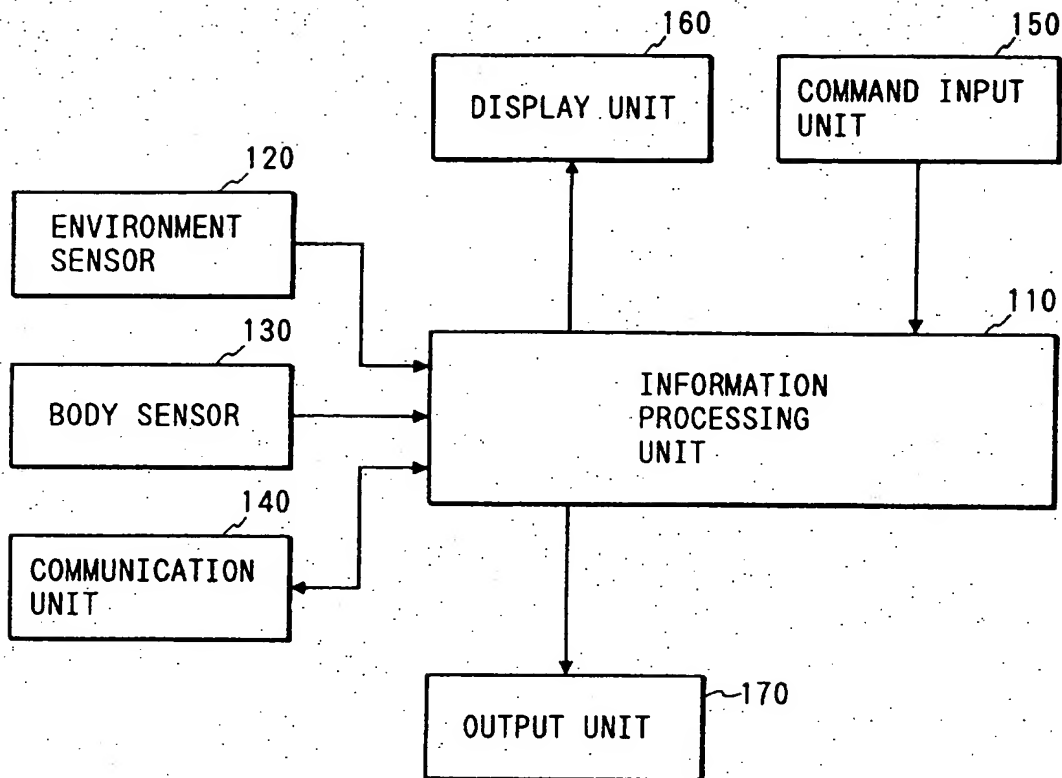 160
DISPLAY UNIT
150
COMMAND INPUT
UNIT
120
ENVIRONMENT
SENSOR
110
INFORMATION
PROCESSING
UNIT
130
BODY SENSOR
140
COMMUNICATION
UNIT
170
OUTPUT UNIT